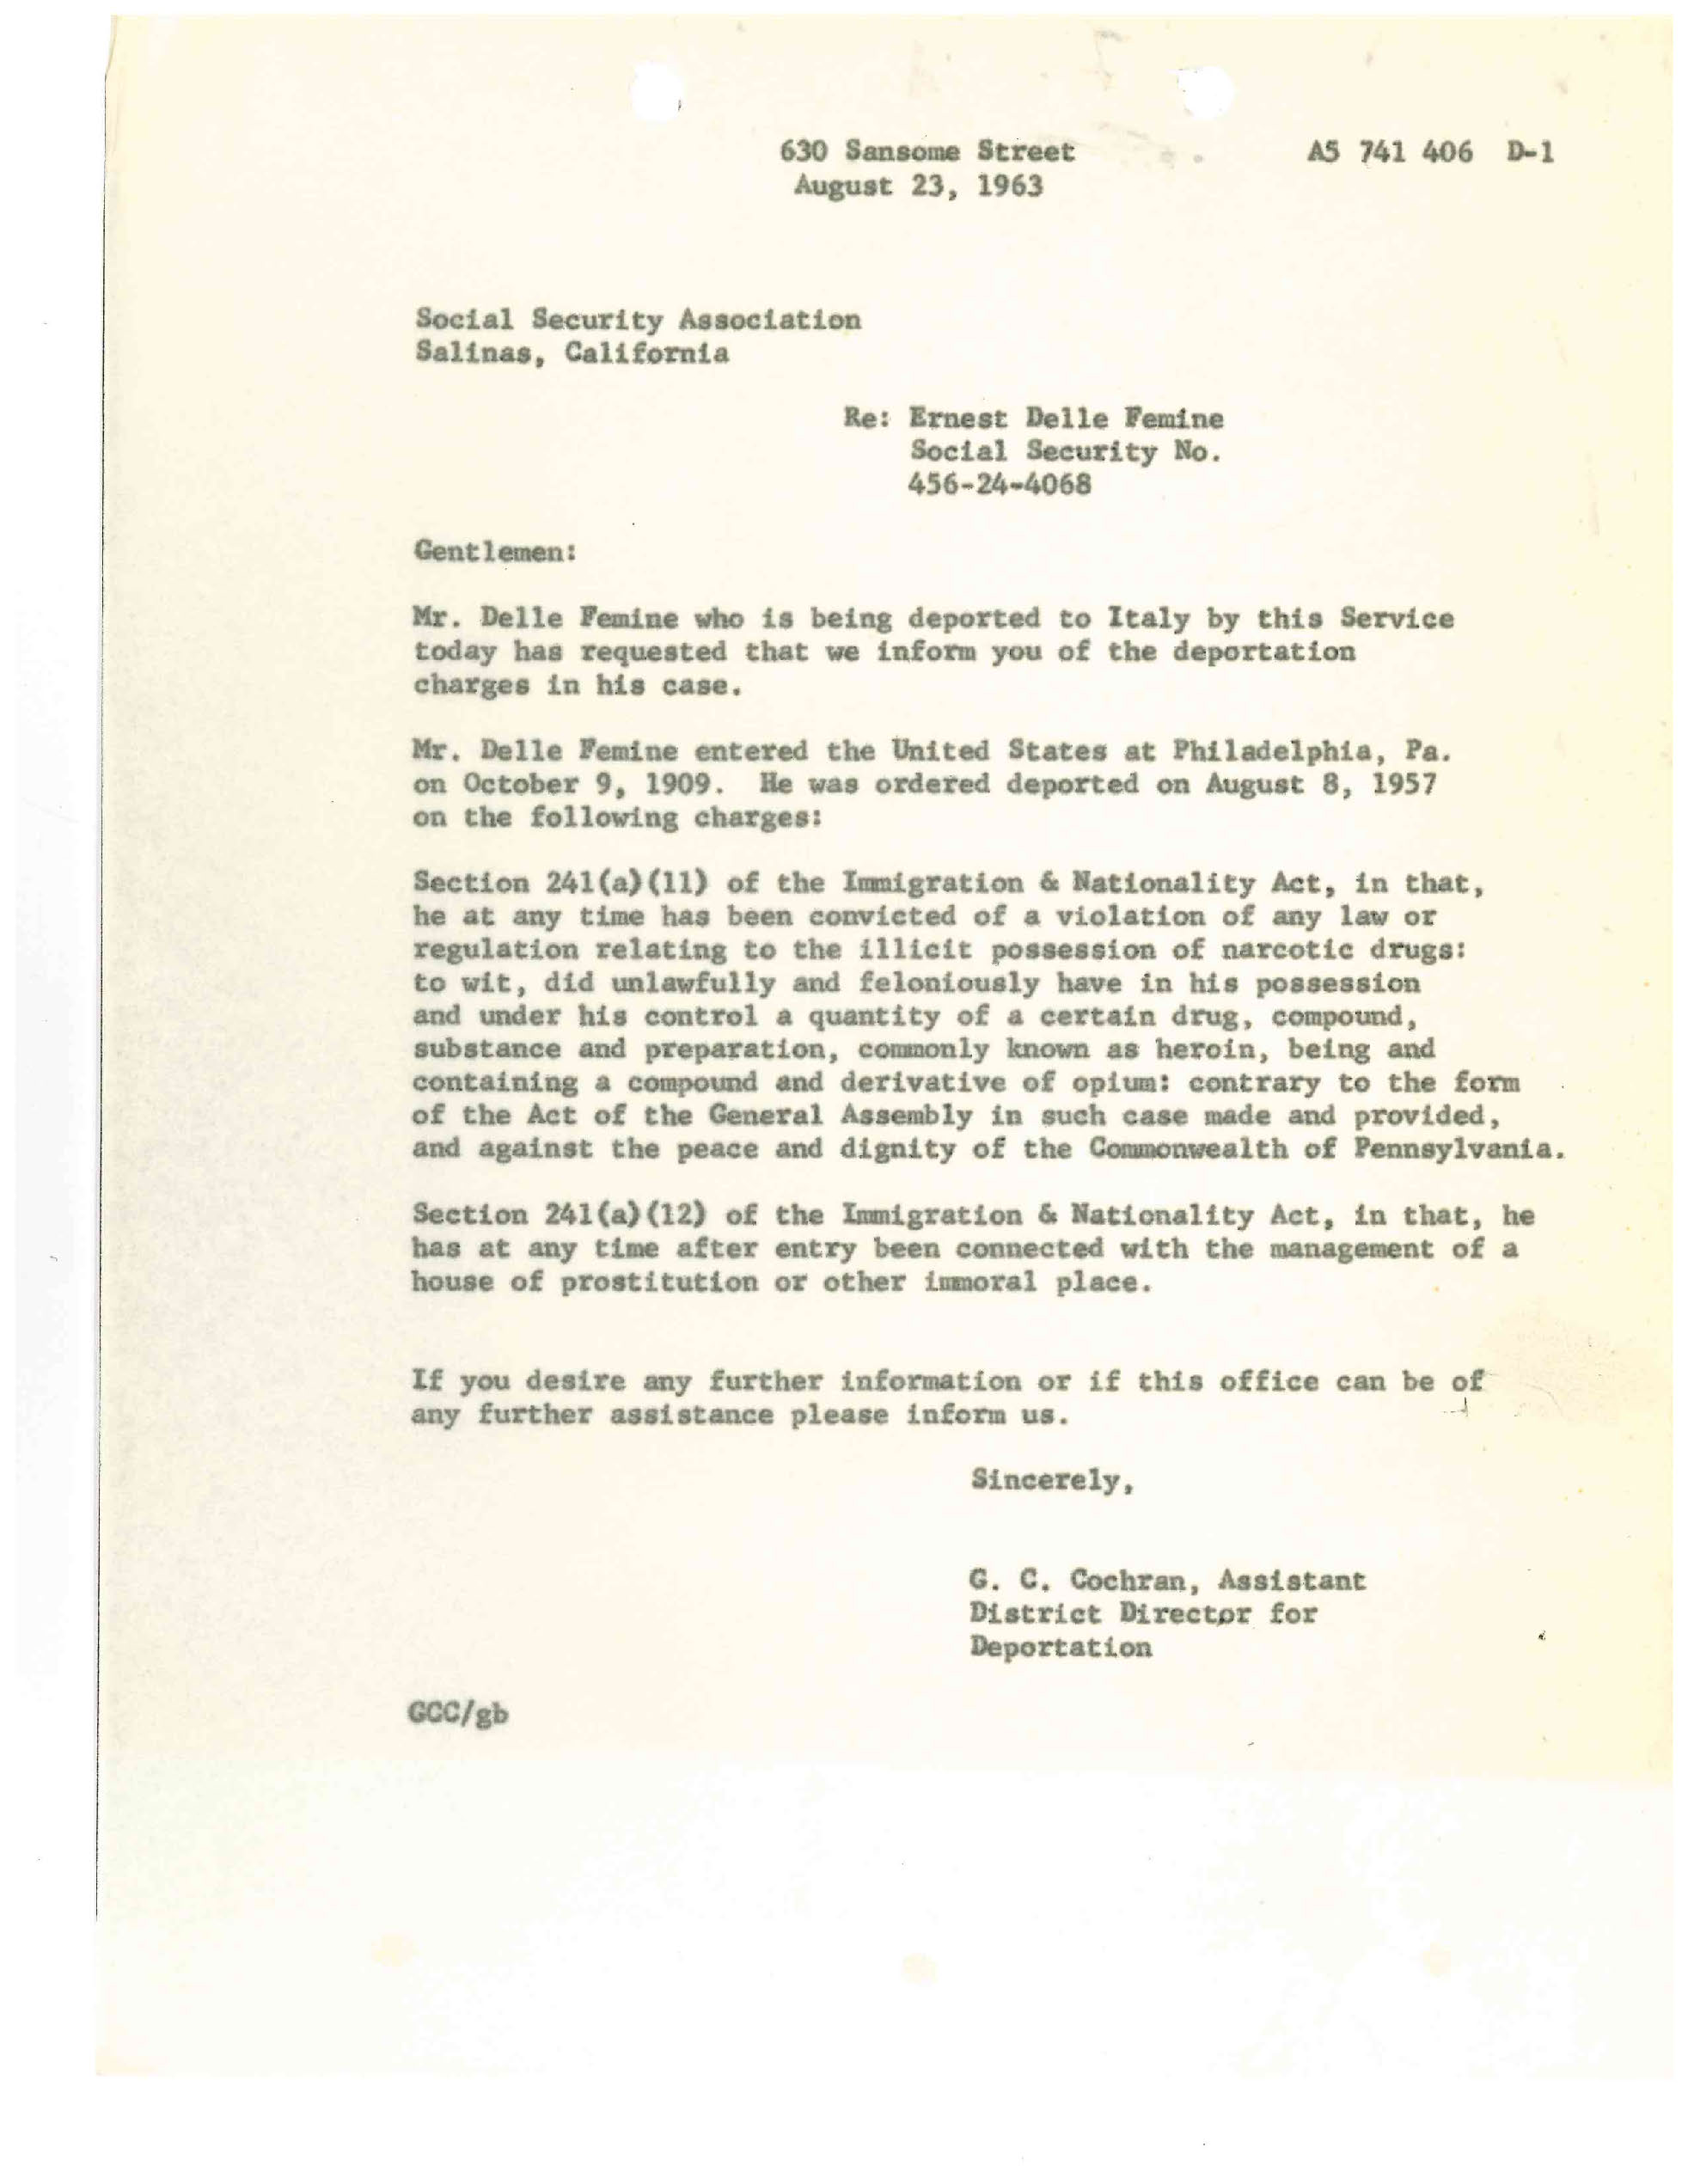 630 Sansome Street A5 741 406 D-1
August 23, 1963
Social Security Association
Salinas, California
Re: Ernest Delle Femine
Social Security No.
456-24-4068
Gentlemen:
Mr. Delle Femine who is being deported to Italy by this Service
today has requested that we inform you of the deportation
charges in his case.
Mr. Delle Femine entered the United States at Philadelphia, Pa.
on October 9, 1909. He was ordered deported on August 8, 1957
on the following charges:
Section 241(a)(11) of the Immigration & Nationality Act, in that,
he at any time has been convicted of a violation of any law or
regulation relating to the illicit possession of narcotic drugs:
to wit, did unlawfully and feloniously have in his possession
and under his control a quantity of a certain drug, compound,
substance and preparation, commonly known as heroin, being and
containing a compound and derivative of opium: contrary to the form
of the Act of the General Assembly in such case made and provided,
and against the peace and dignity of the Commonwealth of Pennsylvania.
Section 241(a)(12) of the Immigration & Nationality Act, in that, he
has at any time after entry been connected with the management of a
house of prostitution or other immoral place.
If you desire any further information or if this office can be of
any further assistance please inform us.
Sincerely,
G. C. Cochran, Assistant
District Director for
Deportation
GCC/gb